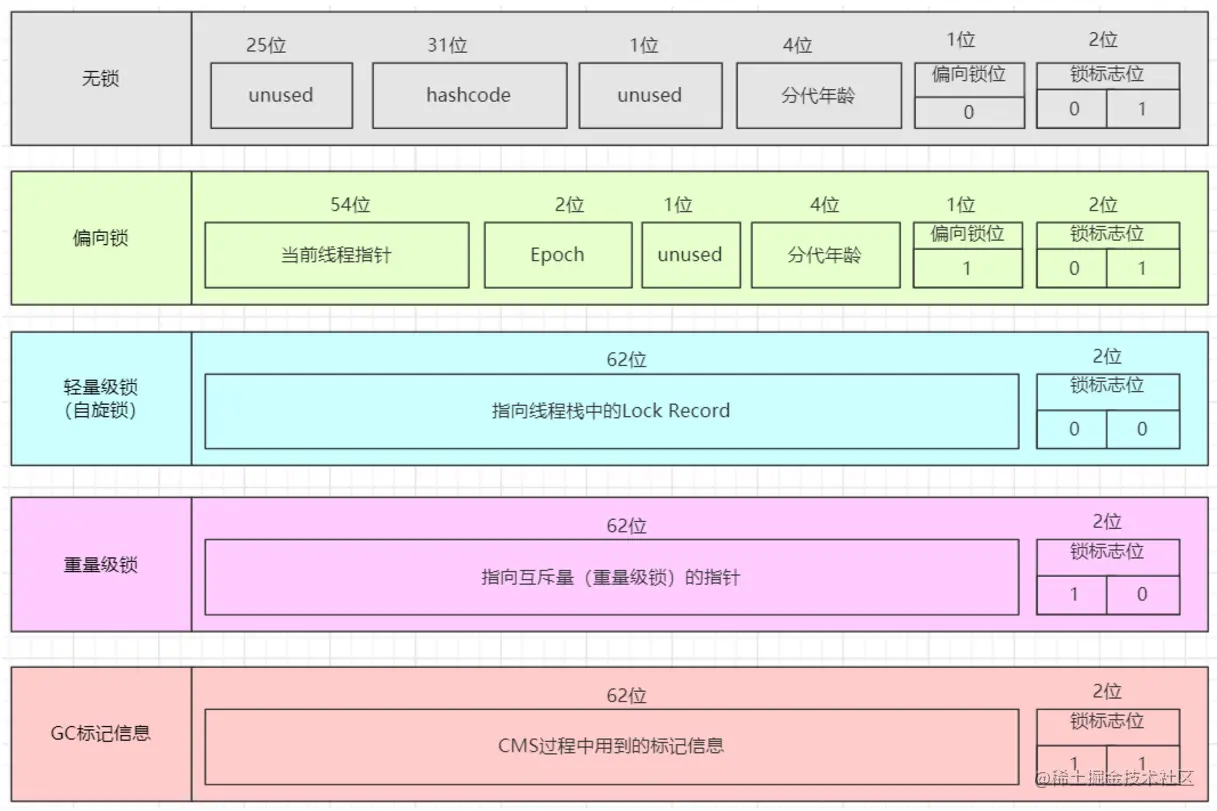 25位 31位 1位 4位 1位 2位
无锁 unused hashcode unused 分代年龄 偏向锁位 锁标志位
0 0 1
54位 2位 1位 4位 1位 2位
偏向锁 当前线程指针 Epoch unused 分代年龄 偏向锁位 锁标志位
1 0 1
62位 2位
轻量级锁
(自旋锁)
指向线程栈中的Lock Record 锁标志位
0 0
62位 2位
重量级锁 指向互斥量（重量级锁）的指针 锁标志位
1 0
62位 2位
GC标记信息 CMS过程中用到的标记信息 锁标志位
1 1
@稀土掘金技术社区